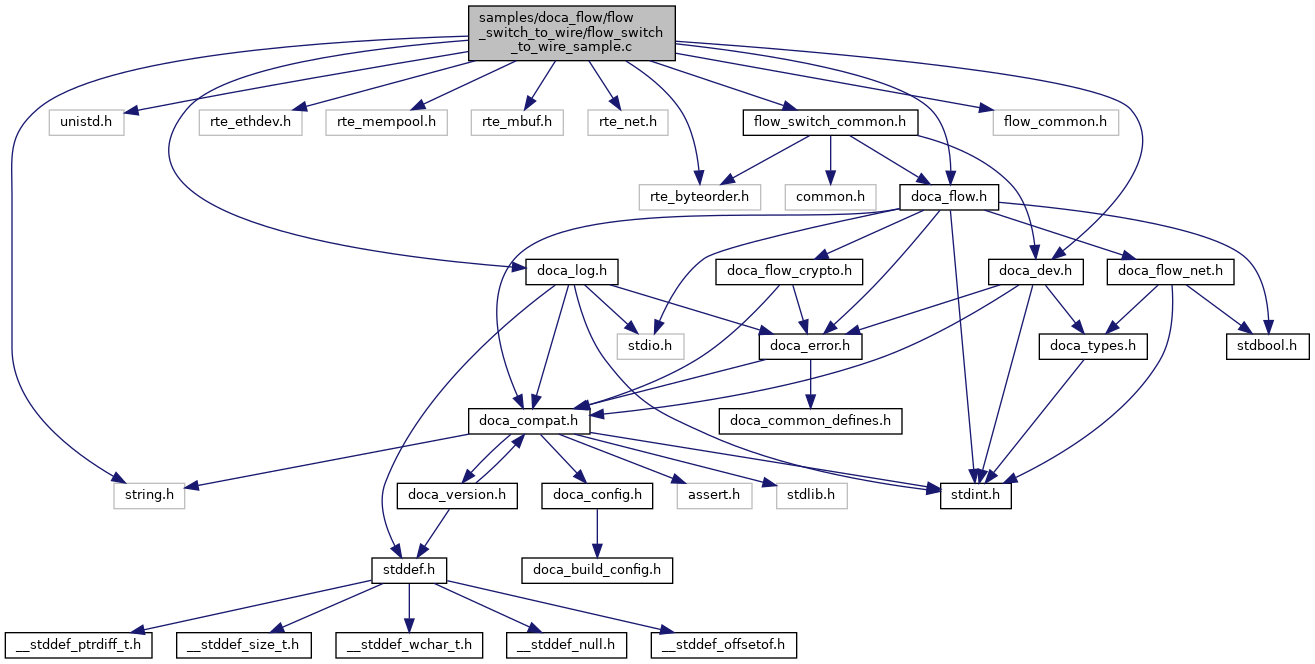 samples/doca_flow/flow
_switch_to_wire/flow_switch
_to_wire_sample.c
unistd.h
rte_ethdev.h
rte_mempool.h
rte_mbuf.h
rte_net.h
flow_switch_common.h
flow_common.h
rte_byteorder.h
common.h
doca_flow.h
doca_log.h
doca_flow_crypto.h
doca_dev.h
doca_flow_net.h
stdio.h
doca_error.h
doca_types.h
stdbool.h
doca_compat.h
doca_common_defines.h
string.h
doca_version.h
doca_config.h
assert.h
stdlib.h
stdint.h
stddef.h
doca_build_config.h
__stddef_ptrdiff_t.h
__stddef_size_t.h
__stddef_wchar_t.h
__stddef_null.h
__stddef_offsetof.h